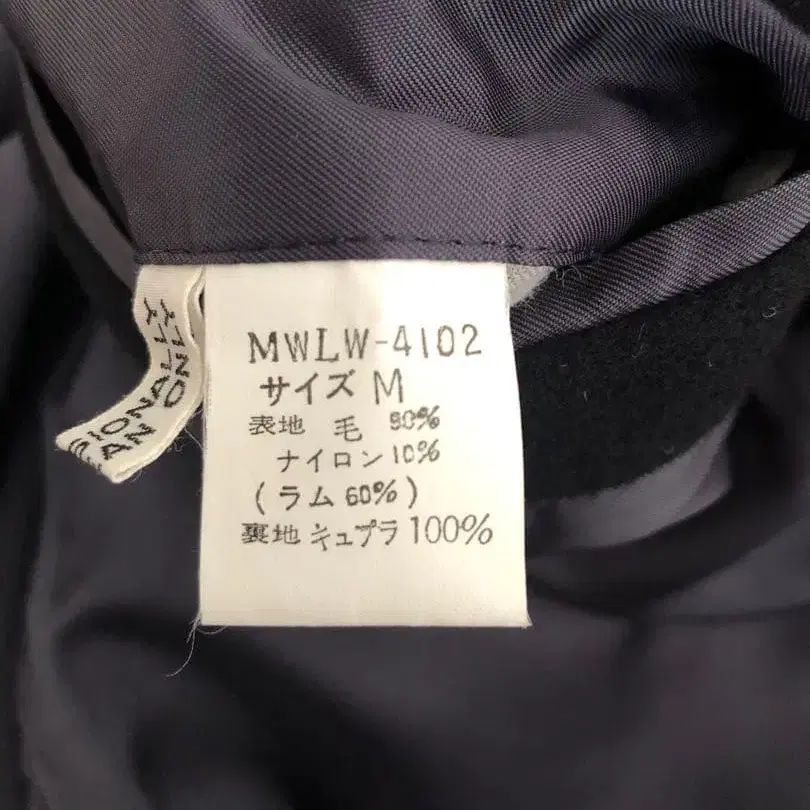 MWLW-4102
サイズ M
表地 毛 90%
ナイロン 10%
(ラム 60%)
裏地 キュプラ 100%